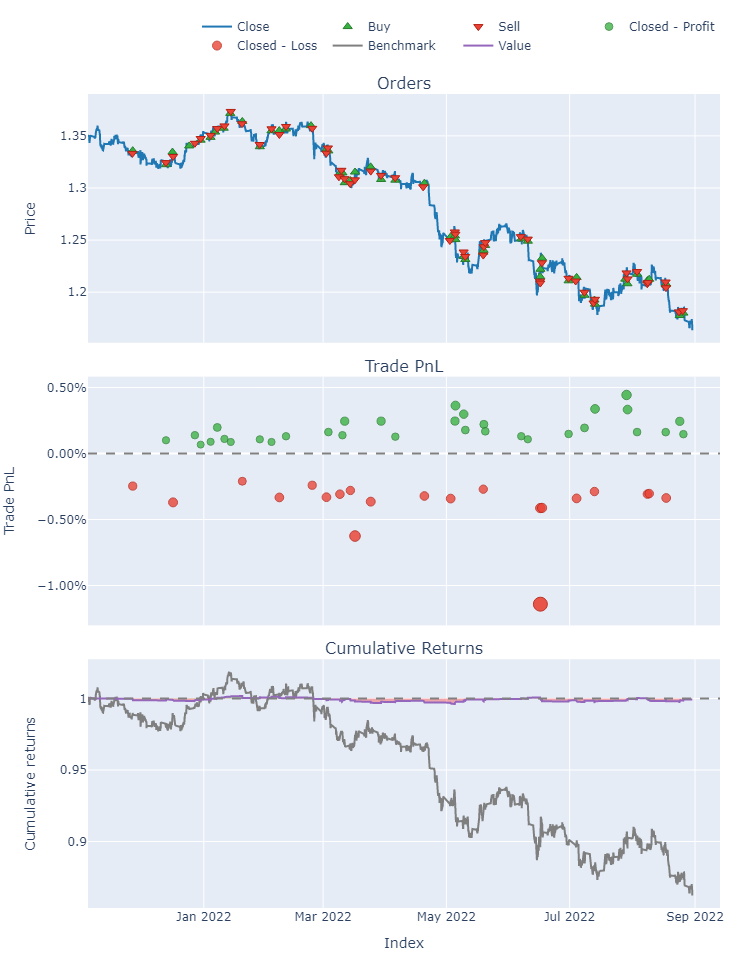 Close Buy Sell Closed - Profit
Closed - Loss Benchmark Value
Orders
1.35
1.3
1.25
1.2
Price
Trade PnL
0.50%
0.00%
−0.50%
−1.00%
Trade PnL
Cumulative Returns
1
0.95
0.9
Cumulative returns
Jan 2022 Mar 2022 May 2022 Jul 2022 Sep 2022
Index